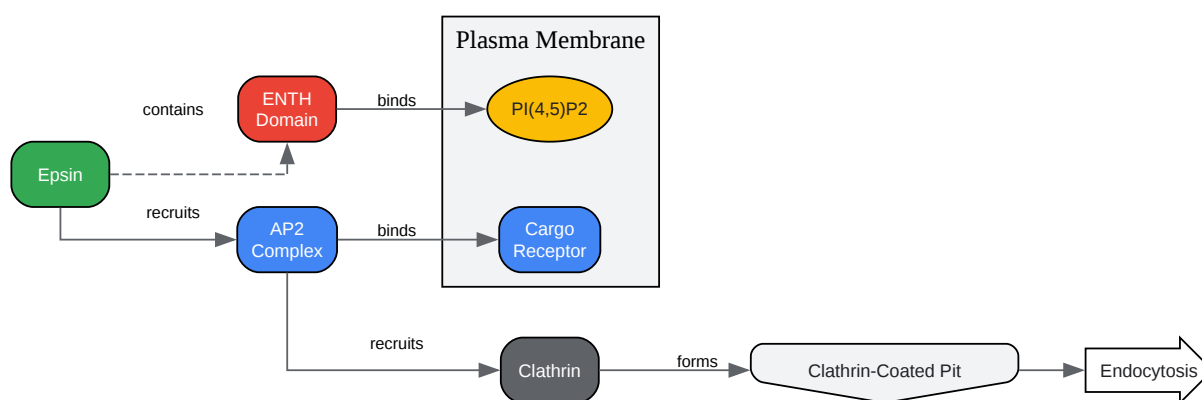 Plasma Membrane
contains
ENTH
Domain
binds
PI(4,5)P2
Epsin
recruits
AP2
Complex
binds
Cargo
Receptor
recruits
Clathrin
forms
Clathrin-Coated Pit
Endocytosis